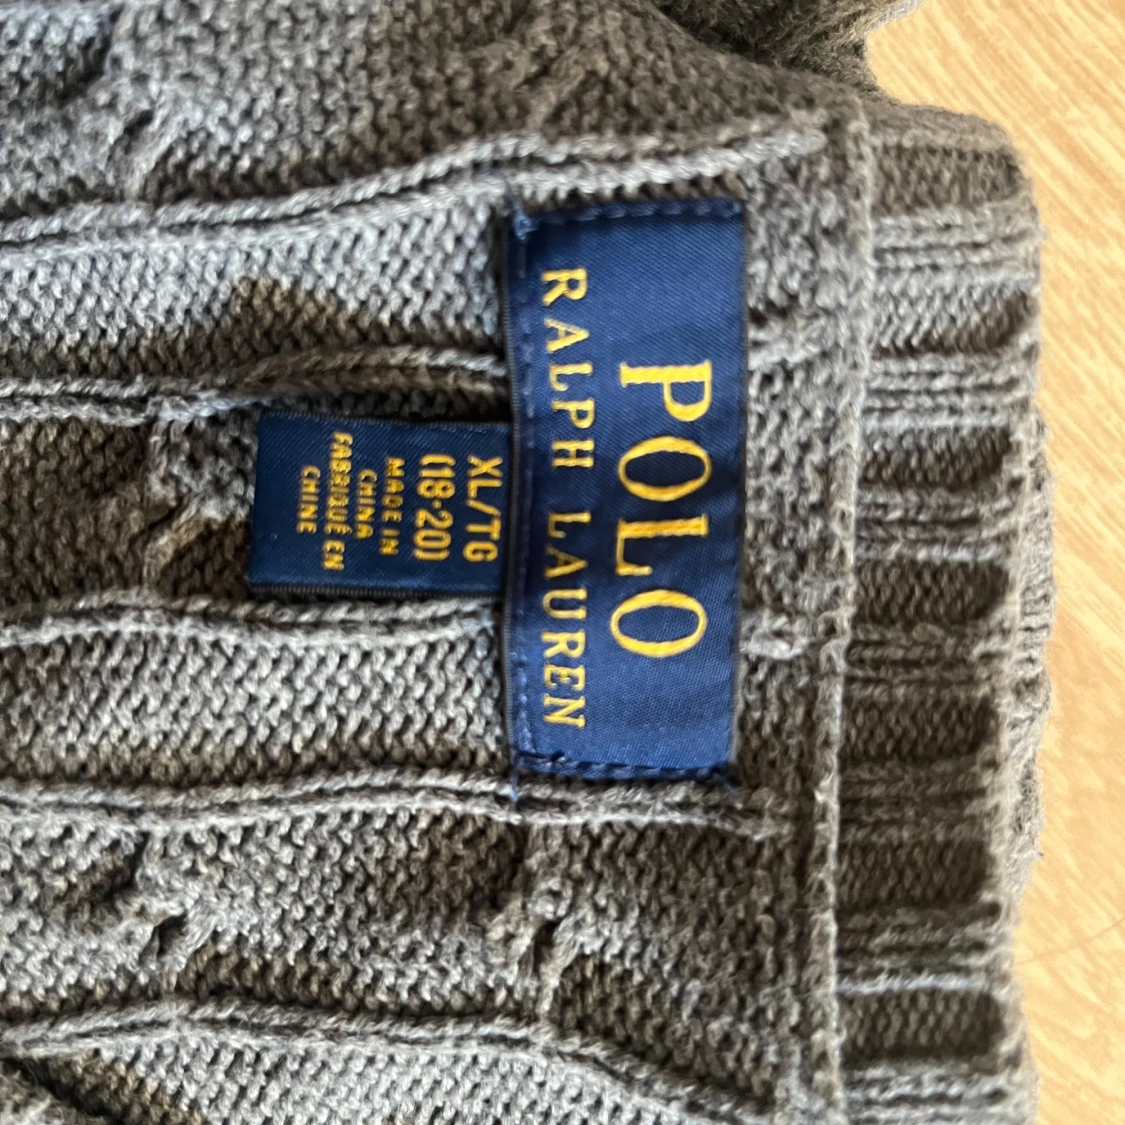 POLO
RALPH LAUREN
XL/TG
(18-20)
MADE IN
CHINA
FABRIQUÉ EN
CHINE